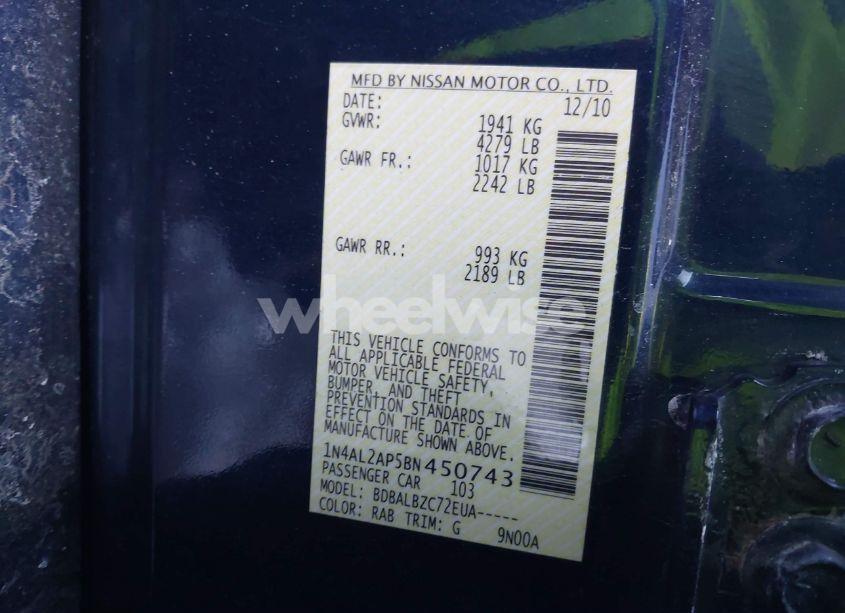 MFD BY NISSAN MOTOR CO., LTD.
DATE: 12/10
GVWR: 1941 KG
4279 LB
GAWR FR.: 1017 KG
2242 LB
GAWR RR.: 993 KG
2189 LB
wheelwise
THIS VEHICLE CONFORMS TO
ALL APPLICABLE FEDERAL
MOTOR VEHICLE SAFETY,
BUMPER, AND THEFT
PREVENTION STANDARDS IN
EFFECT ON THE DATE OF
MANUFACTURE SHOWN ABOVE.
1N4AL2AP5BN450743
PASSENGER CAR 103
MODEL: BDBALBZC72EUA-----
COLOR: RAB TRIM: G 9N00A